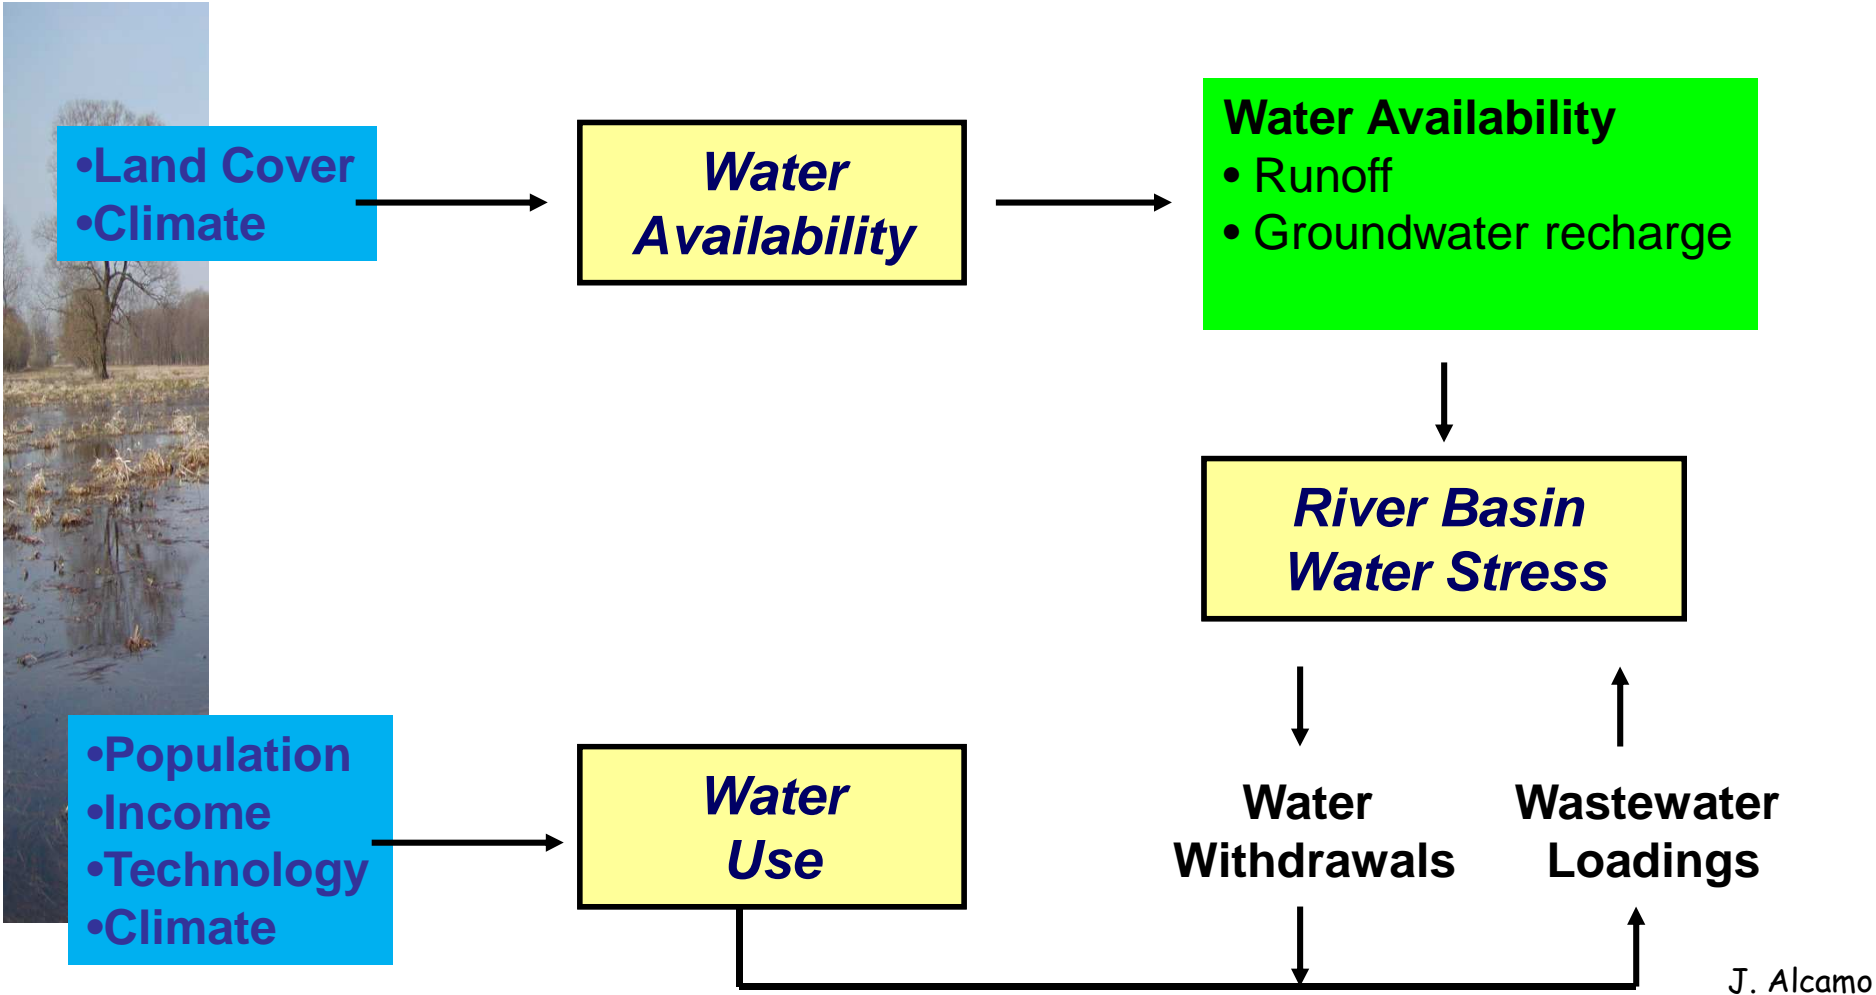 •Land Cover
•Climate
Water
Availability
Water Availability
• Runoff
• Groundwater recharge
River Basin
Water Stress
•Population
•Income
•Technology
•Climate
Water
Use
Water
Withdrawals
Wastewater
Loadings
J. Alcamo